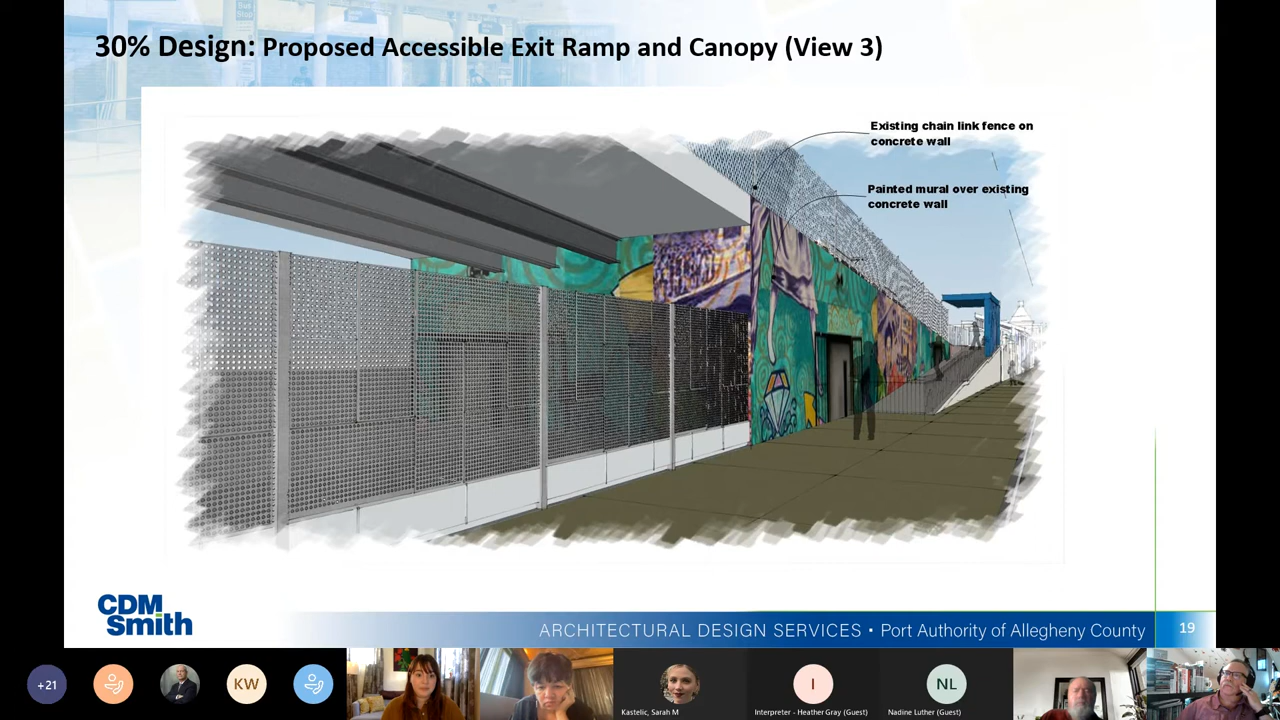 30% Design: Proposed Accessible Exit Ramp and Canopy (View 3)
Existing chain link fence on
concrete wall
Painted mural over existing
concrete wall
CDM
Smith
ARCHITECTURAL DESIGN SERVICES • Port Authority of Allegheny County
19
+21
KW
I
NL
Kastelic, Sarah M
Interpreter - Heather Gray (Guest)
Nadine Luther (Guest)